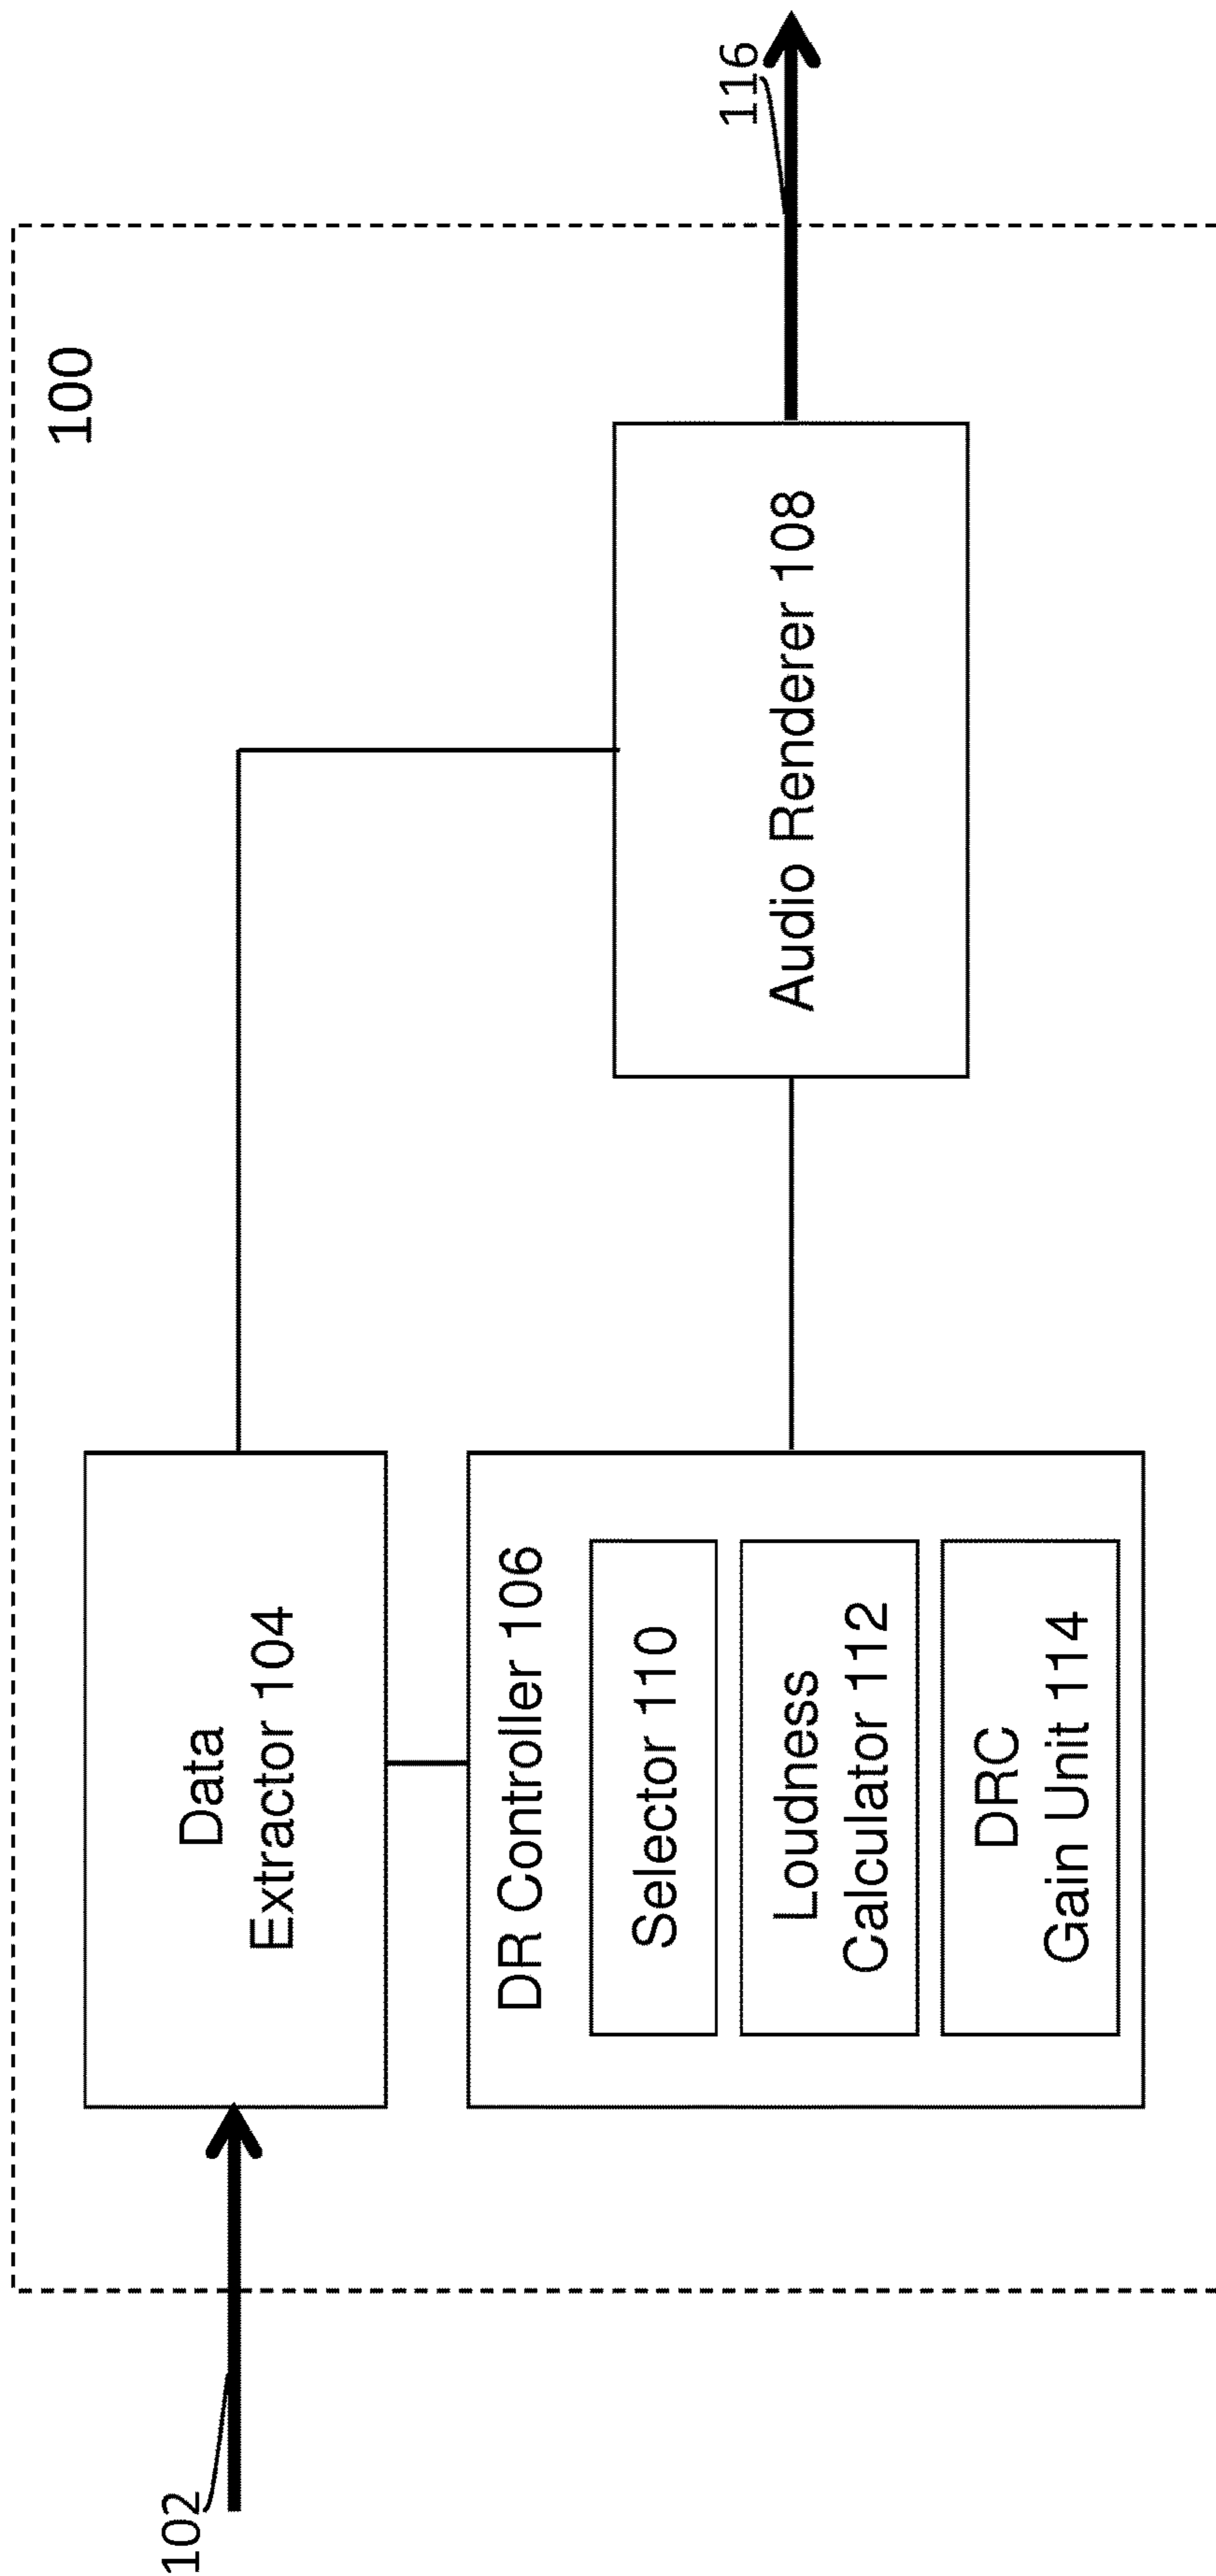 100
102
Data
Extractor 104
DR Controller 106
Selector 110
Loudness
Calculator 112
DRC
Gain Unit 114
Audio Renderer 108
116